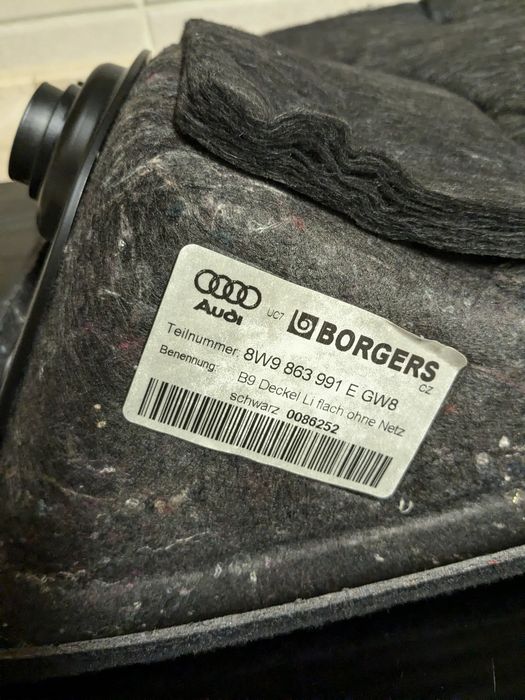 Audi UC7 BORGERS
CZ
Teilnummer: 8W9 863 991 E GW8
Benennung: B9 Deckel Li flach ohne Netz
schwarz 0086252